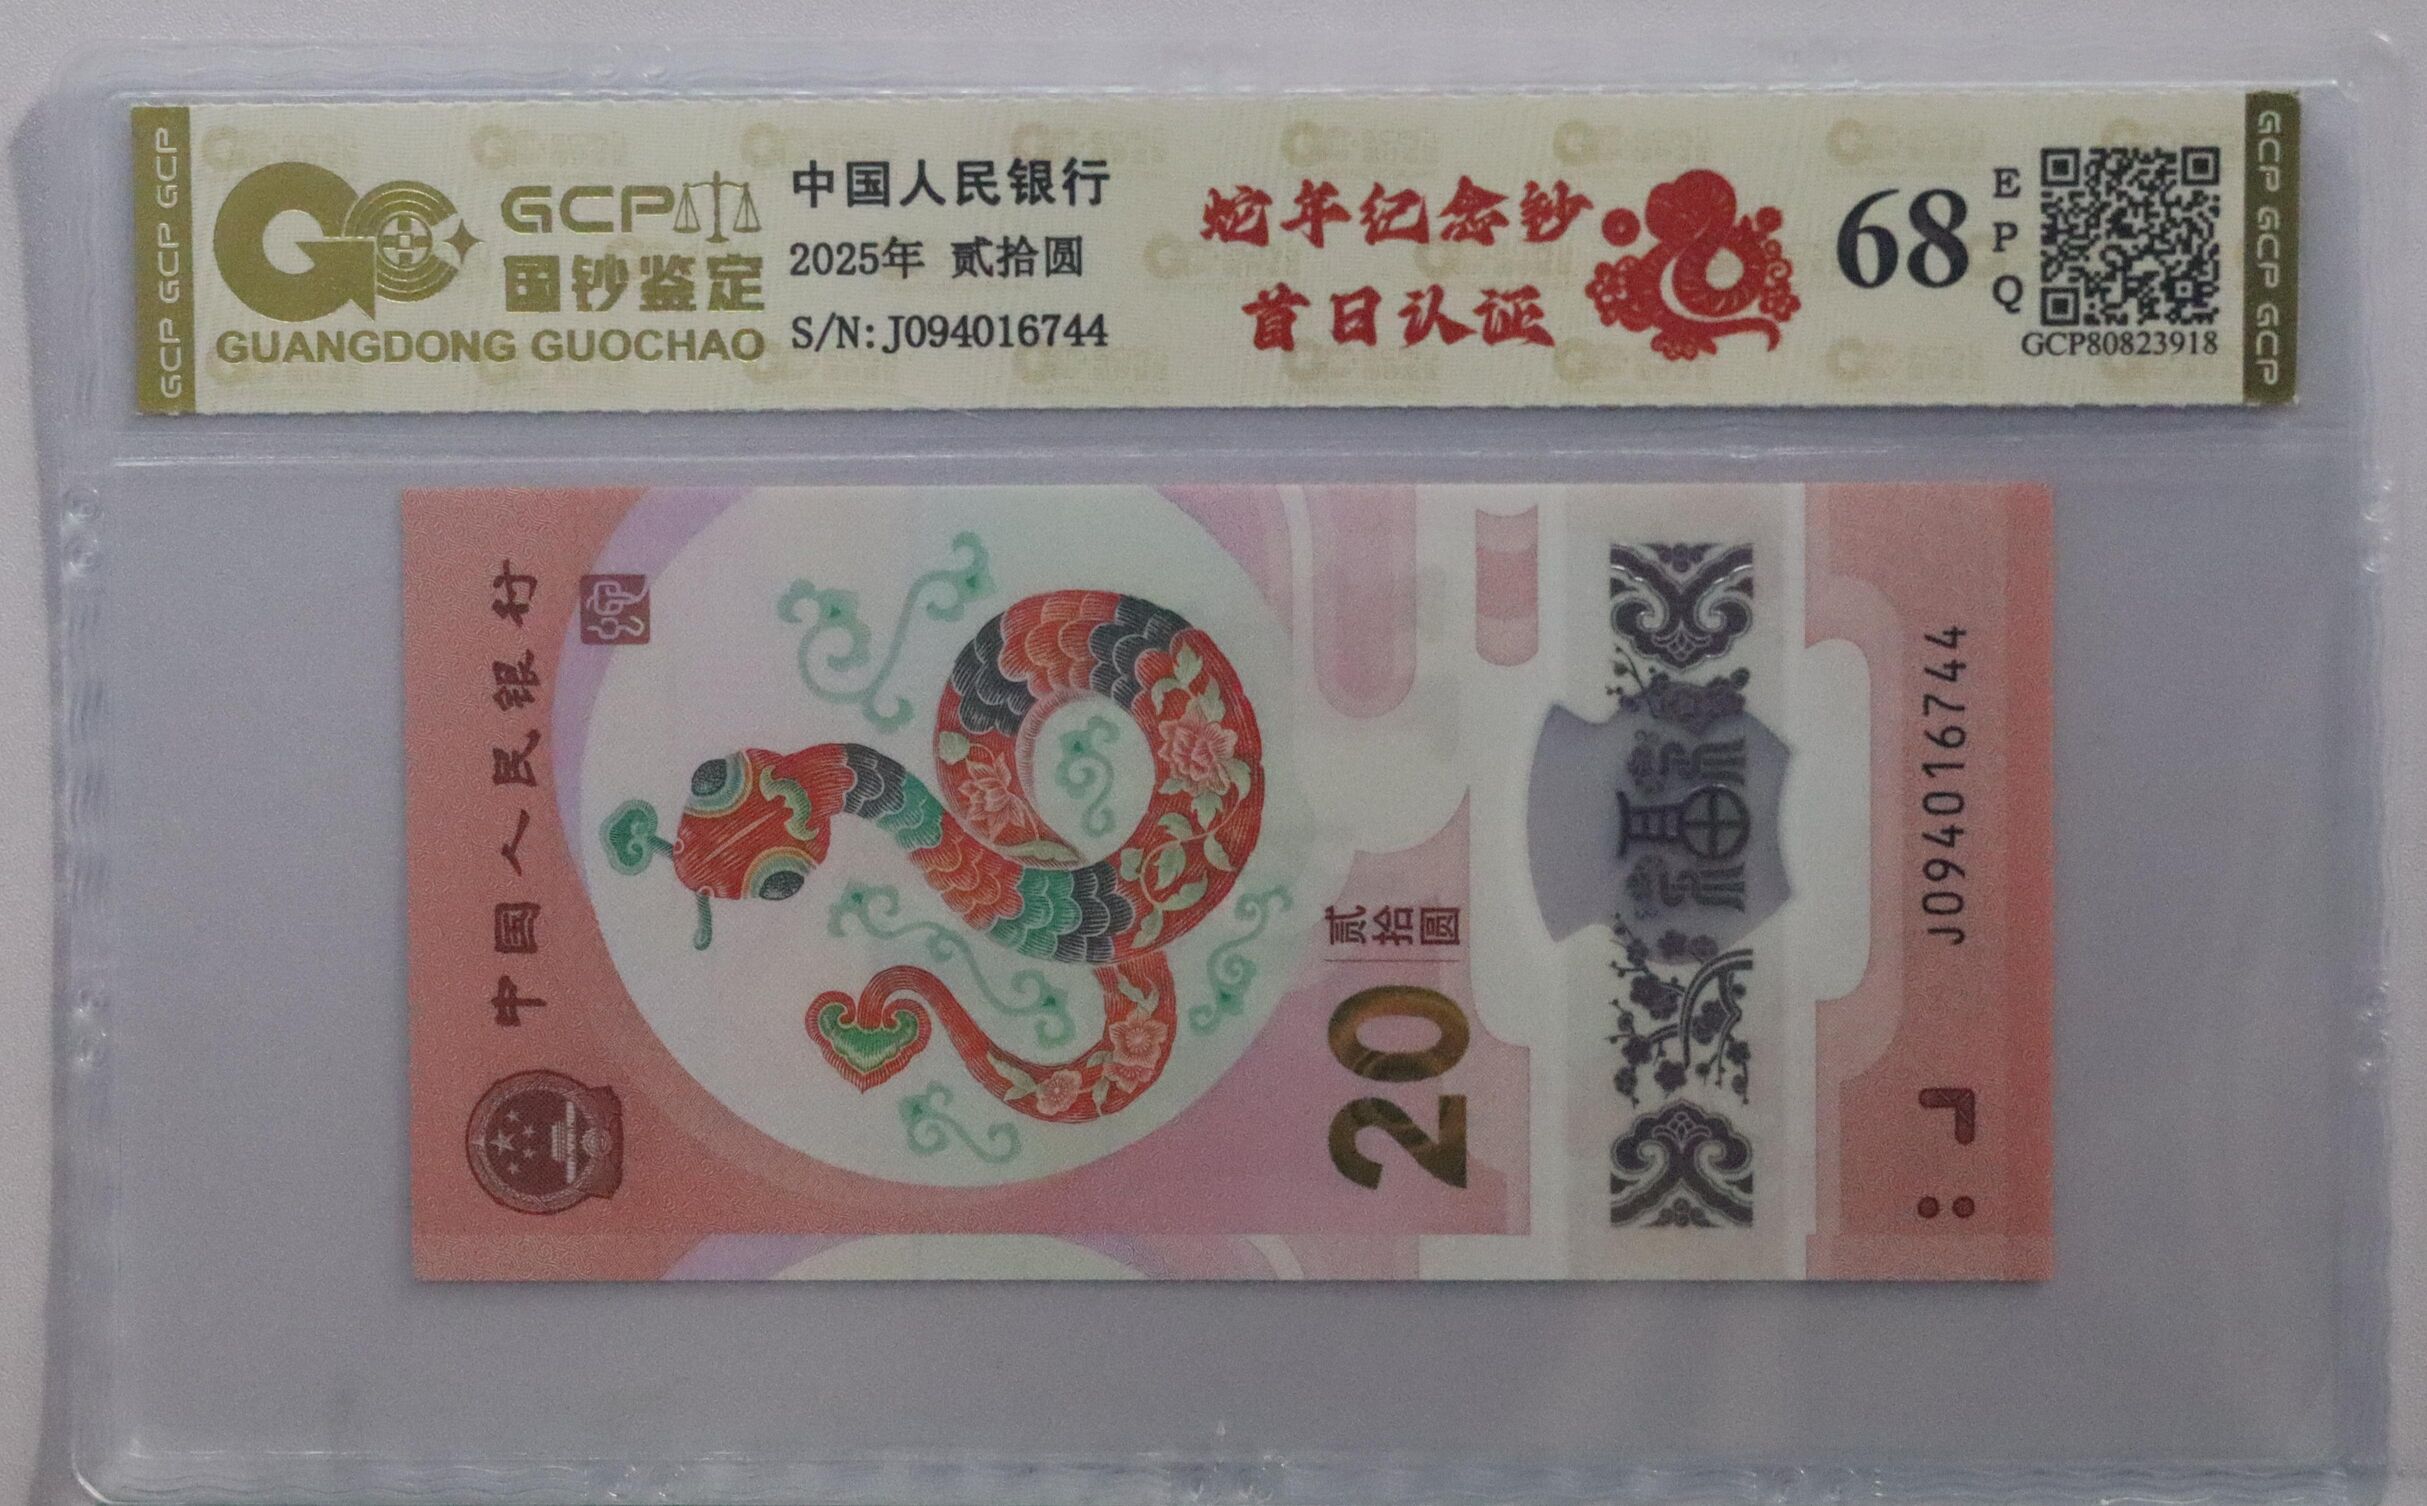 GCP GCP GCP
GCP
国钞鉴定
GUANGDONG GUOCHAO
中国人民银行
2025年 贰拾圆
S/N:J094016744
蛇年纪念钞
首日认证
68
EPQ
GCP80823918
GCP GCP GCP
中国人民银行
贰拾圆
20
福
J094016744